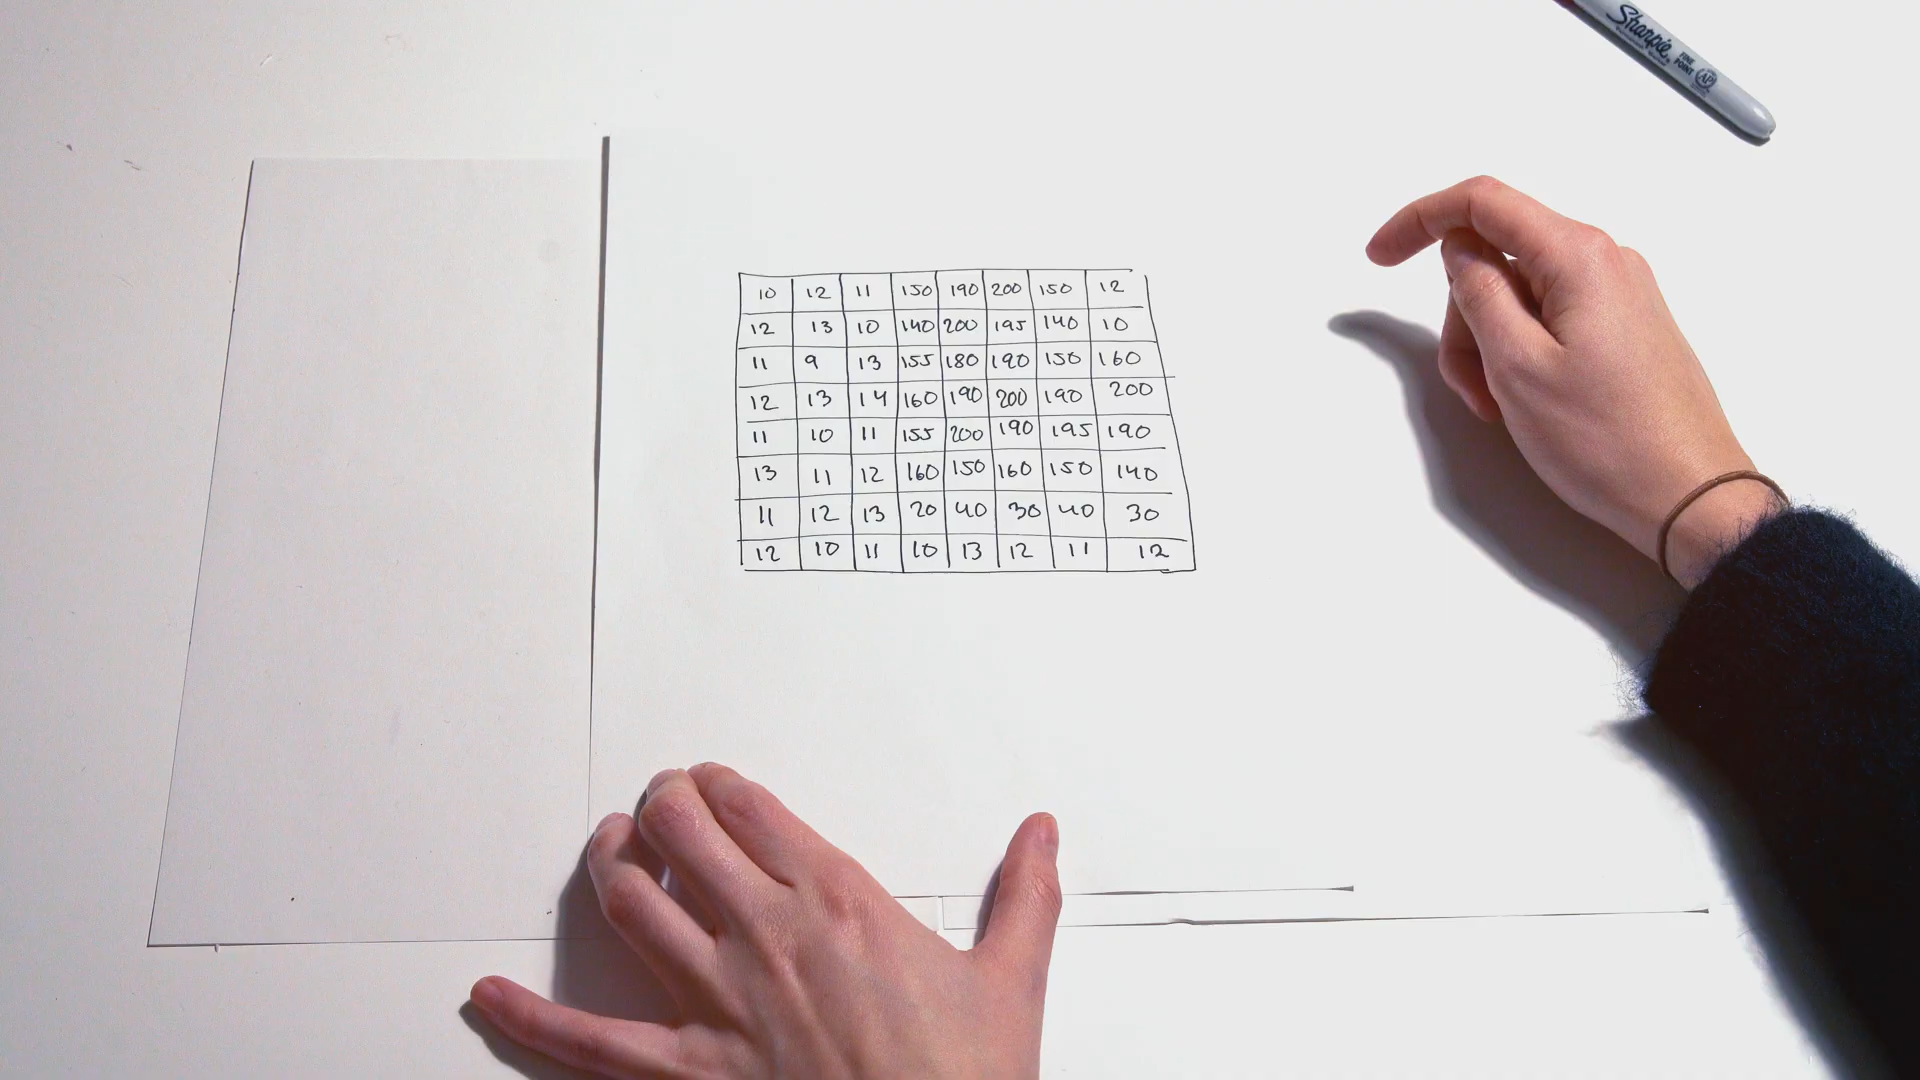 Sharpie
FINE POINT
AP
10 12 11 150 190 200 150 12
12 13 10 140 200 195 140 10
11 9 13 155 180 190 150 160
12 13 14 160 190 200 190 200
11 10 11 155 200 190 195 190
13 11 12 160 150 160 150 140
11 12 13 20 40 30 40 30
12 10 11 10 13 12 11 12